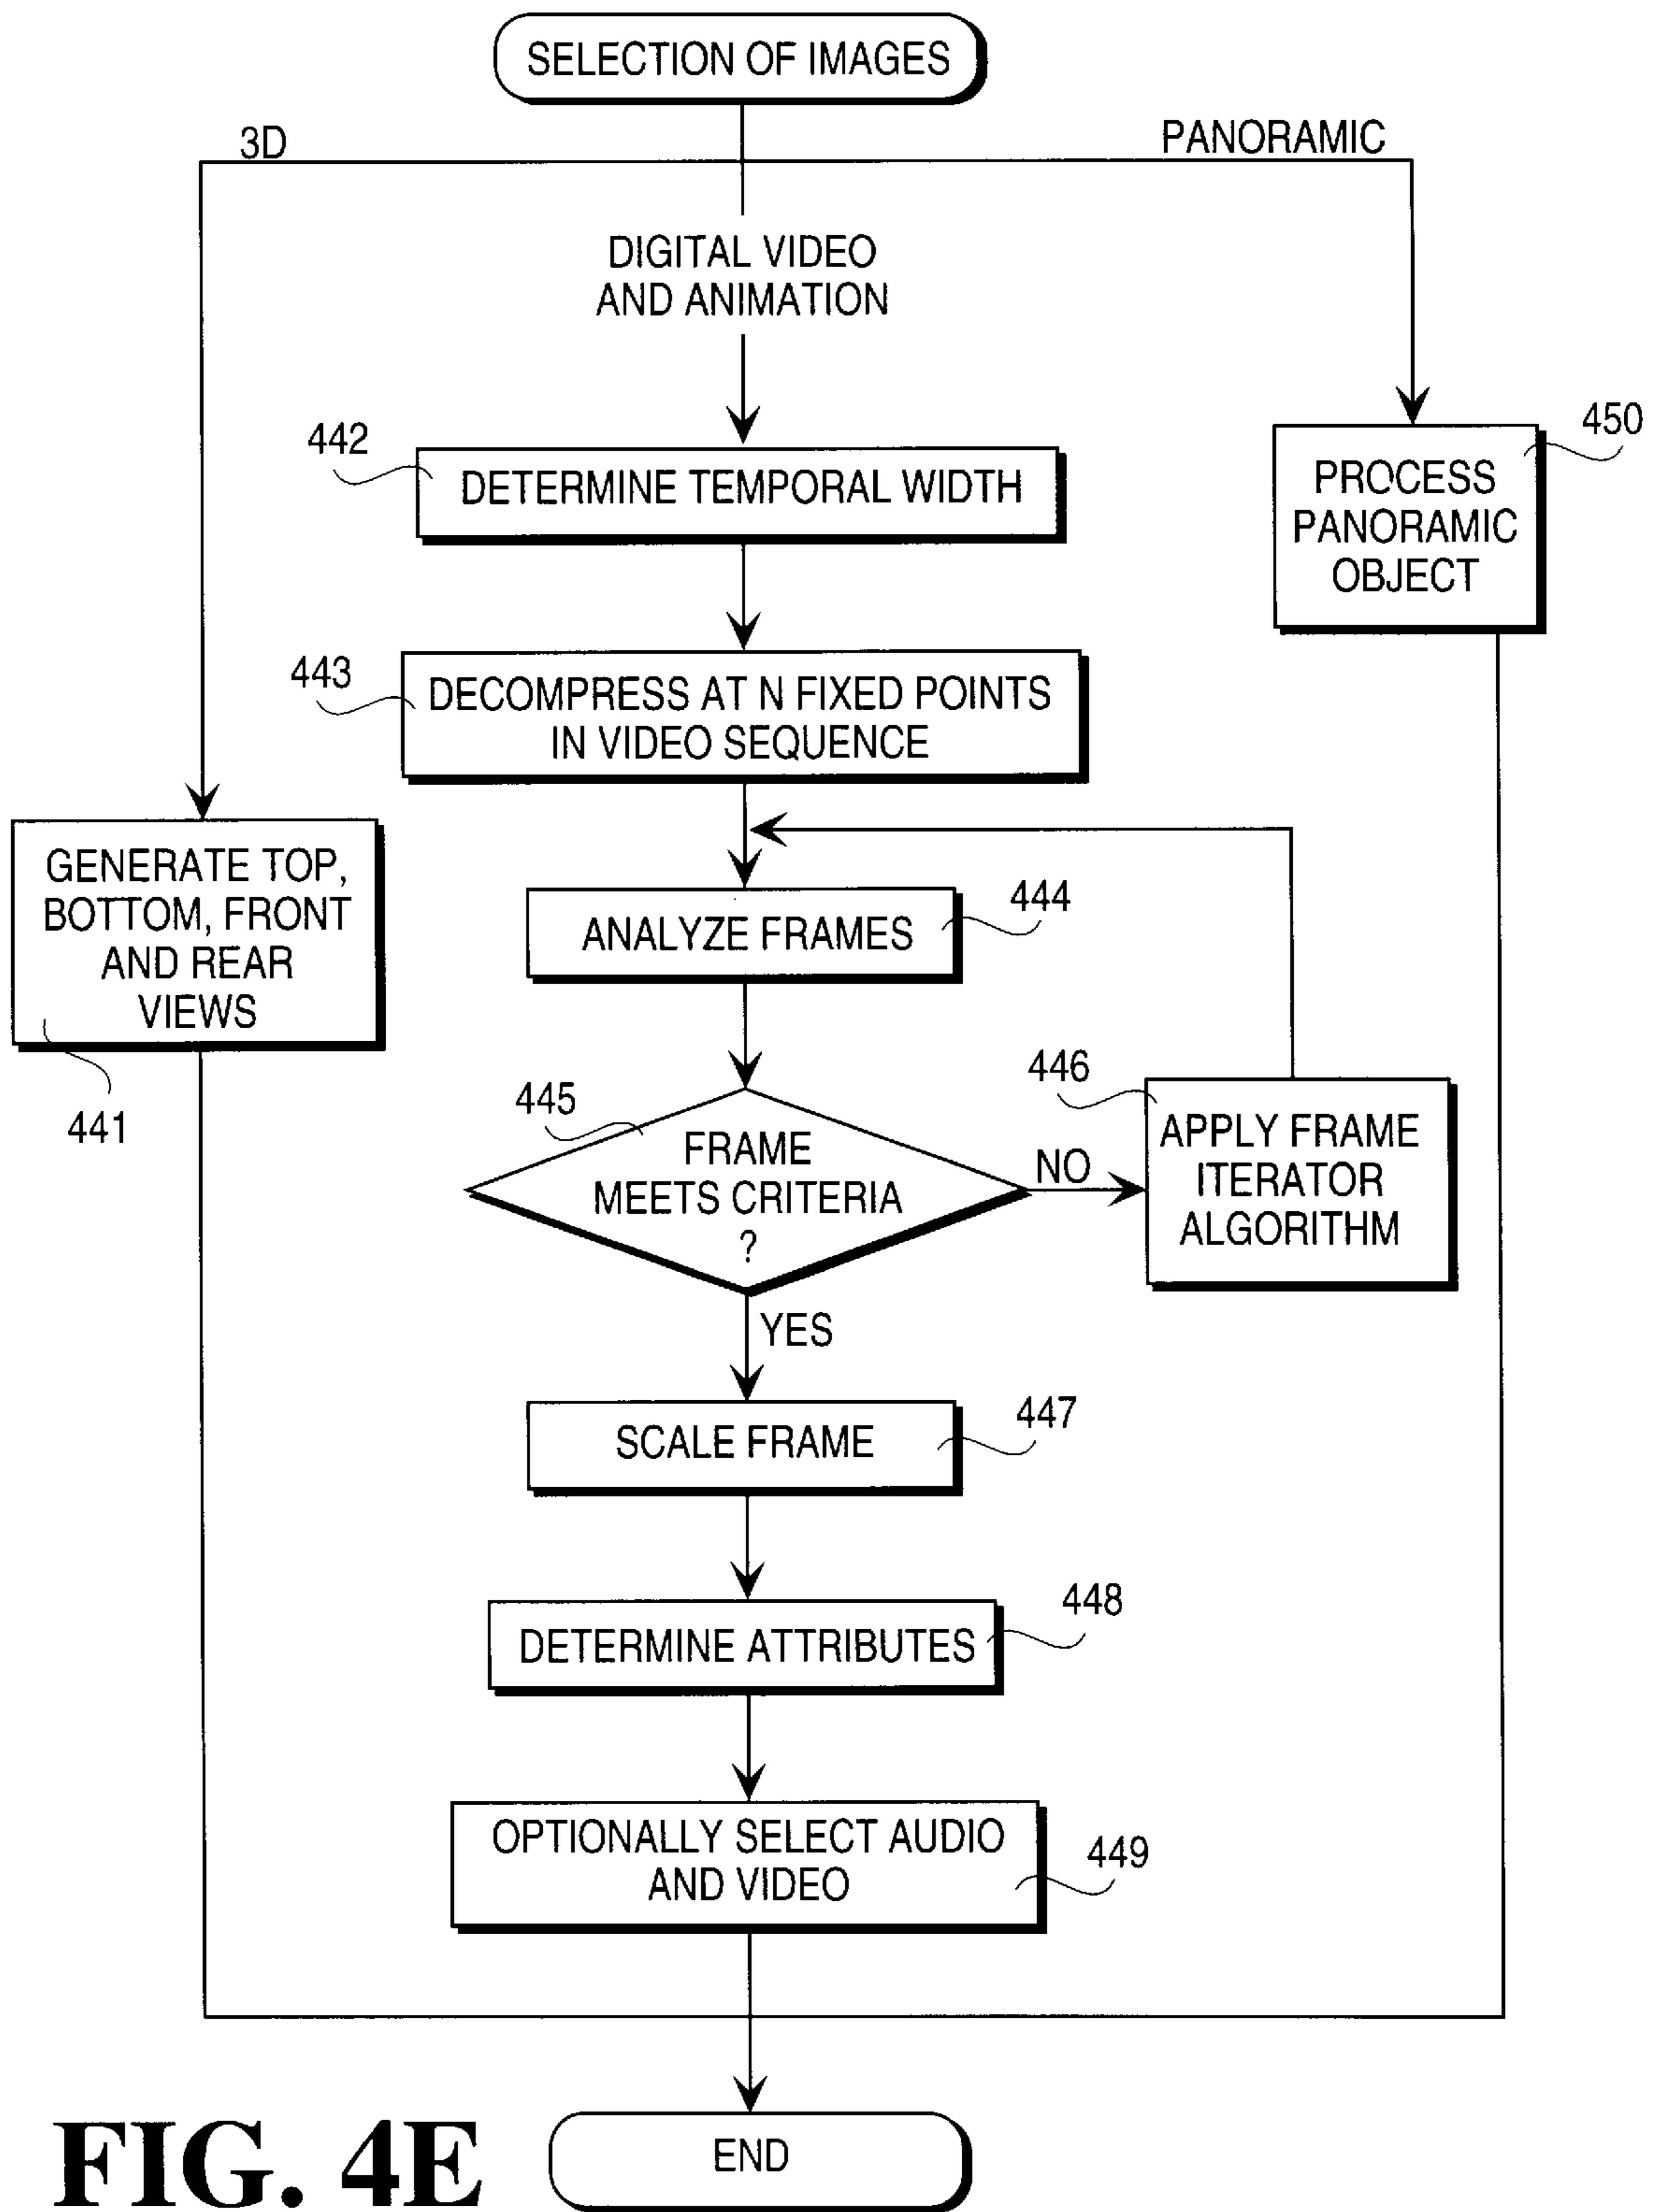 SELECTION OF IMAGES
3D
PANORAMIC
DIGITAL VIDEO
AND ANIMATION
442
DETERMINE TEMPORAL WIDTH
450
PROCESS
PANORAMIC
OBJECT
443
DECOMPRESS AT N FIXED POINTS
IN VIDEO SEQUENCE
GENERATE TOP,
BOTTOM, FRONT
AND REAR
VIEWS
441
ANALYZE FRAMES
444
445
FRAME
MEETS CRITERIA
?
NO
446
APPLY FRAME
ITERATOR
ALGORITHM
YES
SCALE FRAME
447
DETERMINE ATTRIBUTES
448
OPTIONALLY SELECT AUDIO
AND VIDEO
449
END
FIG. 4E